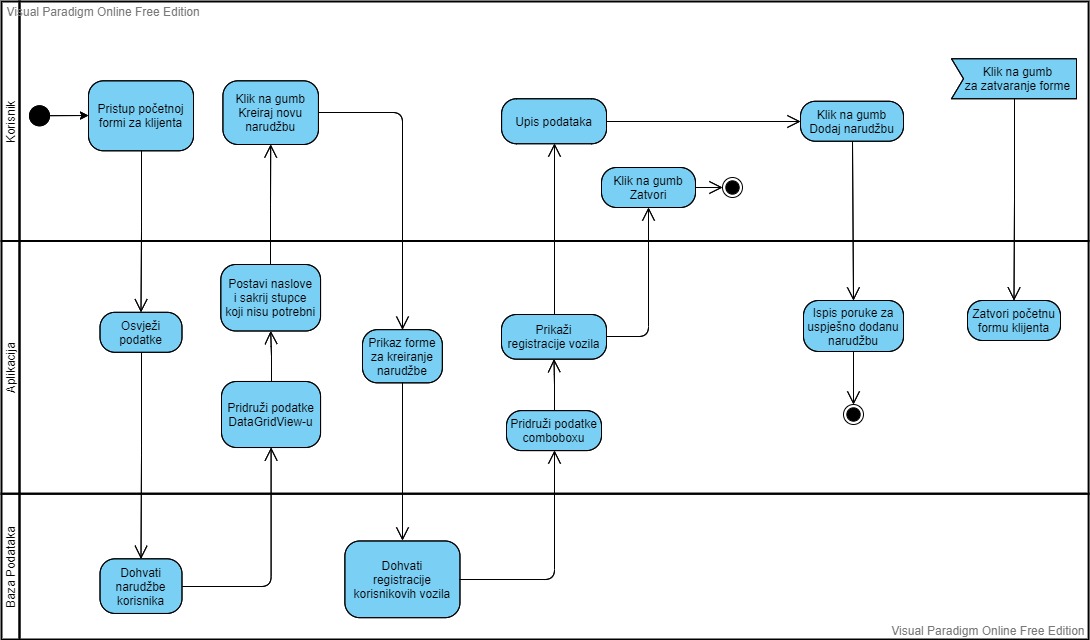 Visual Paradigm Online Free Edition
Korisnik
Pristup početnoj
formi za klijenta
Klik na gumb
Kreiraj novu
narudžbu
Upis podataka
Klik na gumb
Zatvori
Klik na gumb
Dodaj narudžbu
Klik na gumb
za zatvaranje forme
Aplikacija
Osvježi
podatke
Postavi naslove
i sakrij stupce
koji nisu potrebni
Pridruži podatke
DataGridView-u
Prikaz forme
za kreiranje
narudžbe
Prikaži
registracije vozila
Pridruži podatke
comboboxu
Ispis poruke za
uspješno dodanu
narudžbu
Zatvori početnu
formu klijenta
Baza Podataka
Dohvati
narudžbe
korisnika
Dohvati
registracije
korisnikovih vozila
Visual Paradigm Online Free Edition